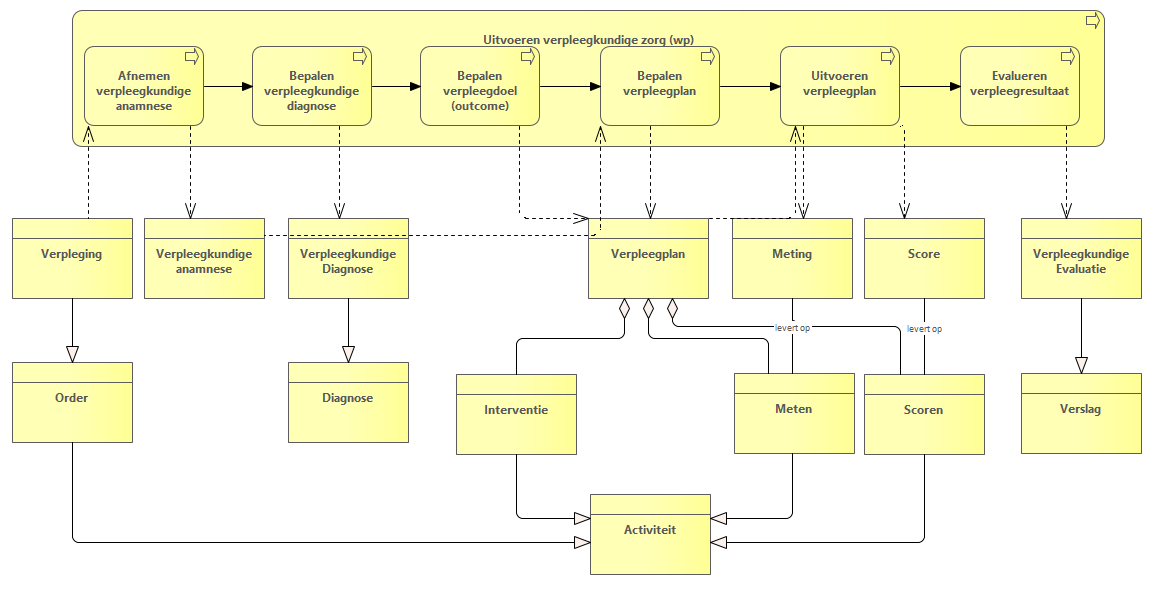 Uitvoeren verpleegkundige zorg (wp)
Afnemen
verpleegkundige
anamnese
Bepalen
verpleegkundige
diagnose
Bepalen
verpleegdoel
(outcome)
Bepalen
verpleegplan
Uitvoeren
verpleegplan
Evalueren
verpleegresultaat
Verpleging
Verpleegkundige
anamnese
Verpleegkundige
Diagnose
Verpleegplan
Meting
Score
Verpleegkundige
Evaluatie
levert op
levert op
Order
Diagnose
Interventie
Meten
Scoren
Verslag
Activiteit